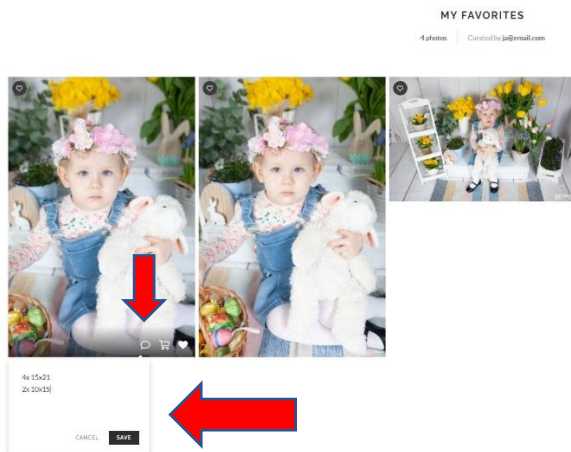 MY FAVORITES
4 photos Curated by ja@email.com
4x 15x21
2x 10x15
CANCEL SAVE